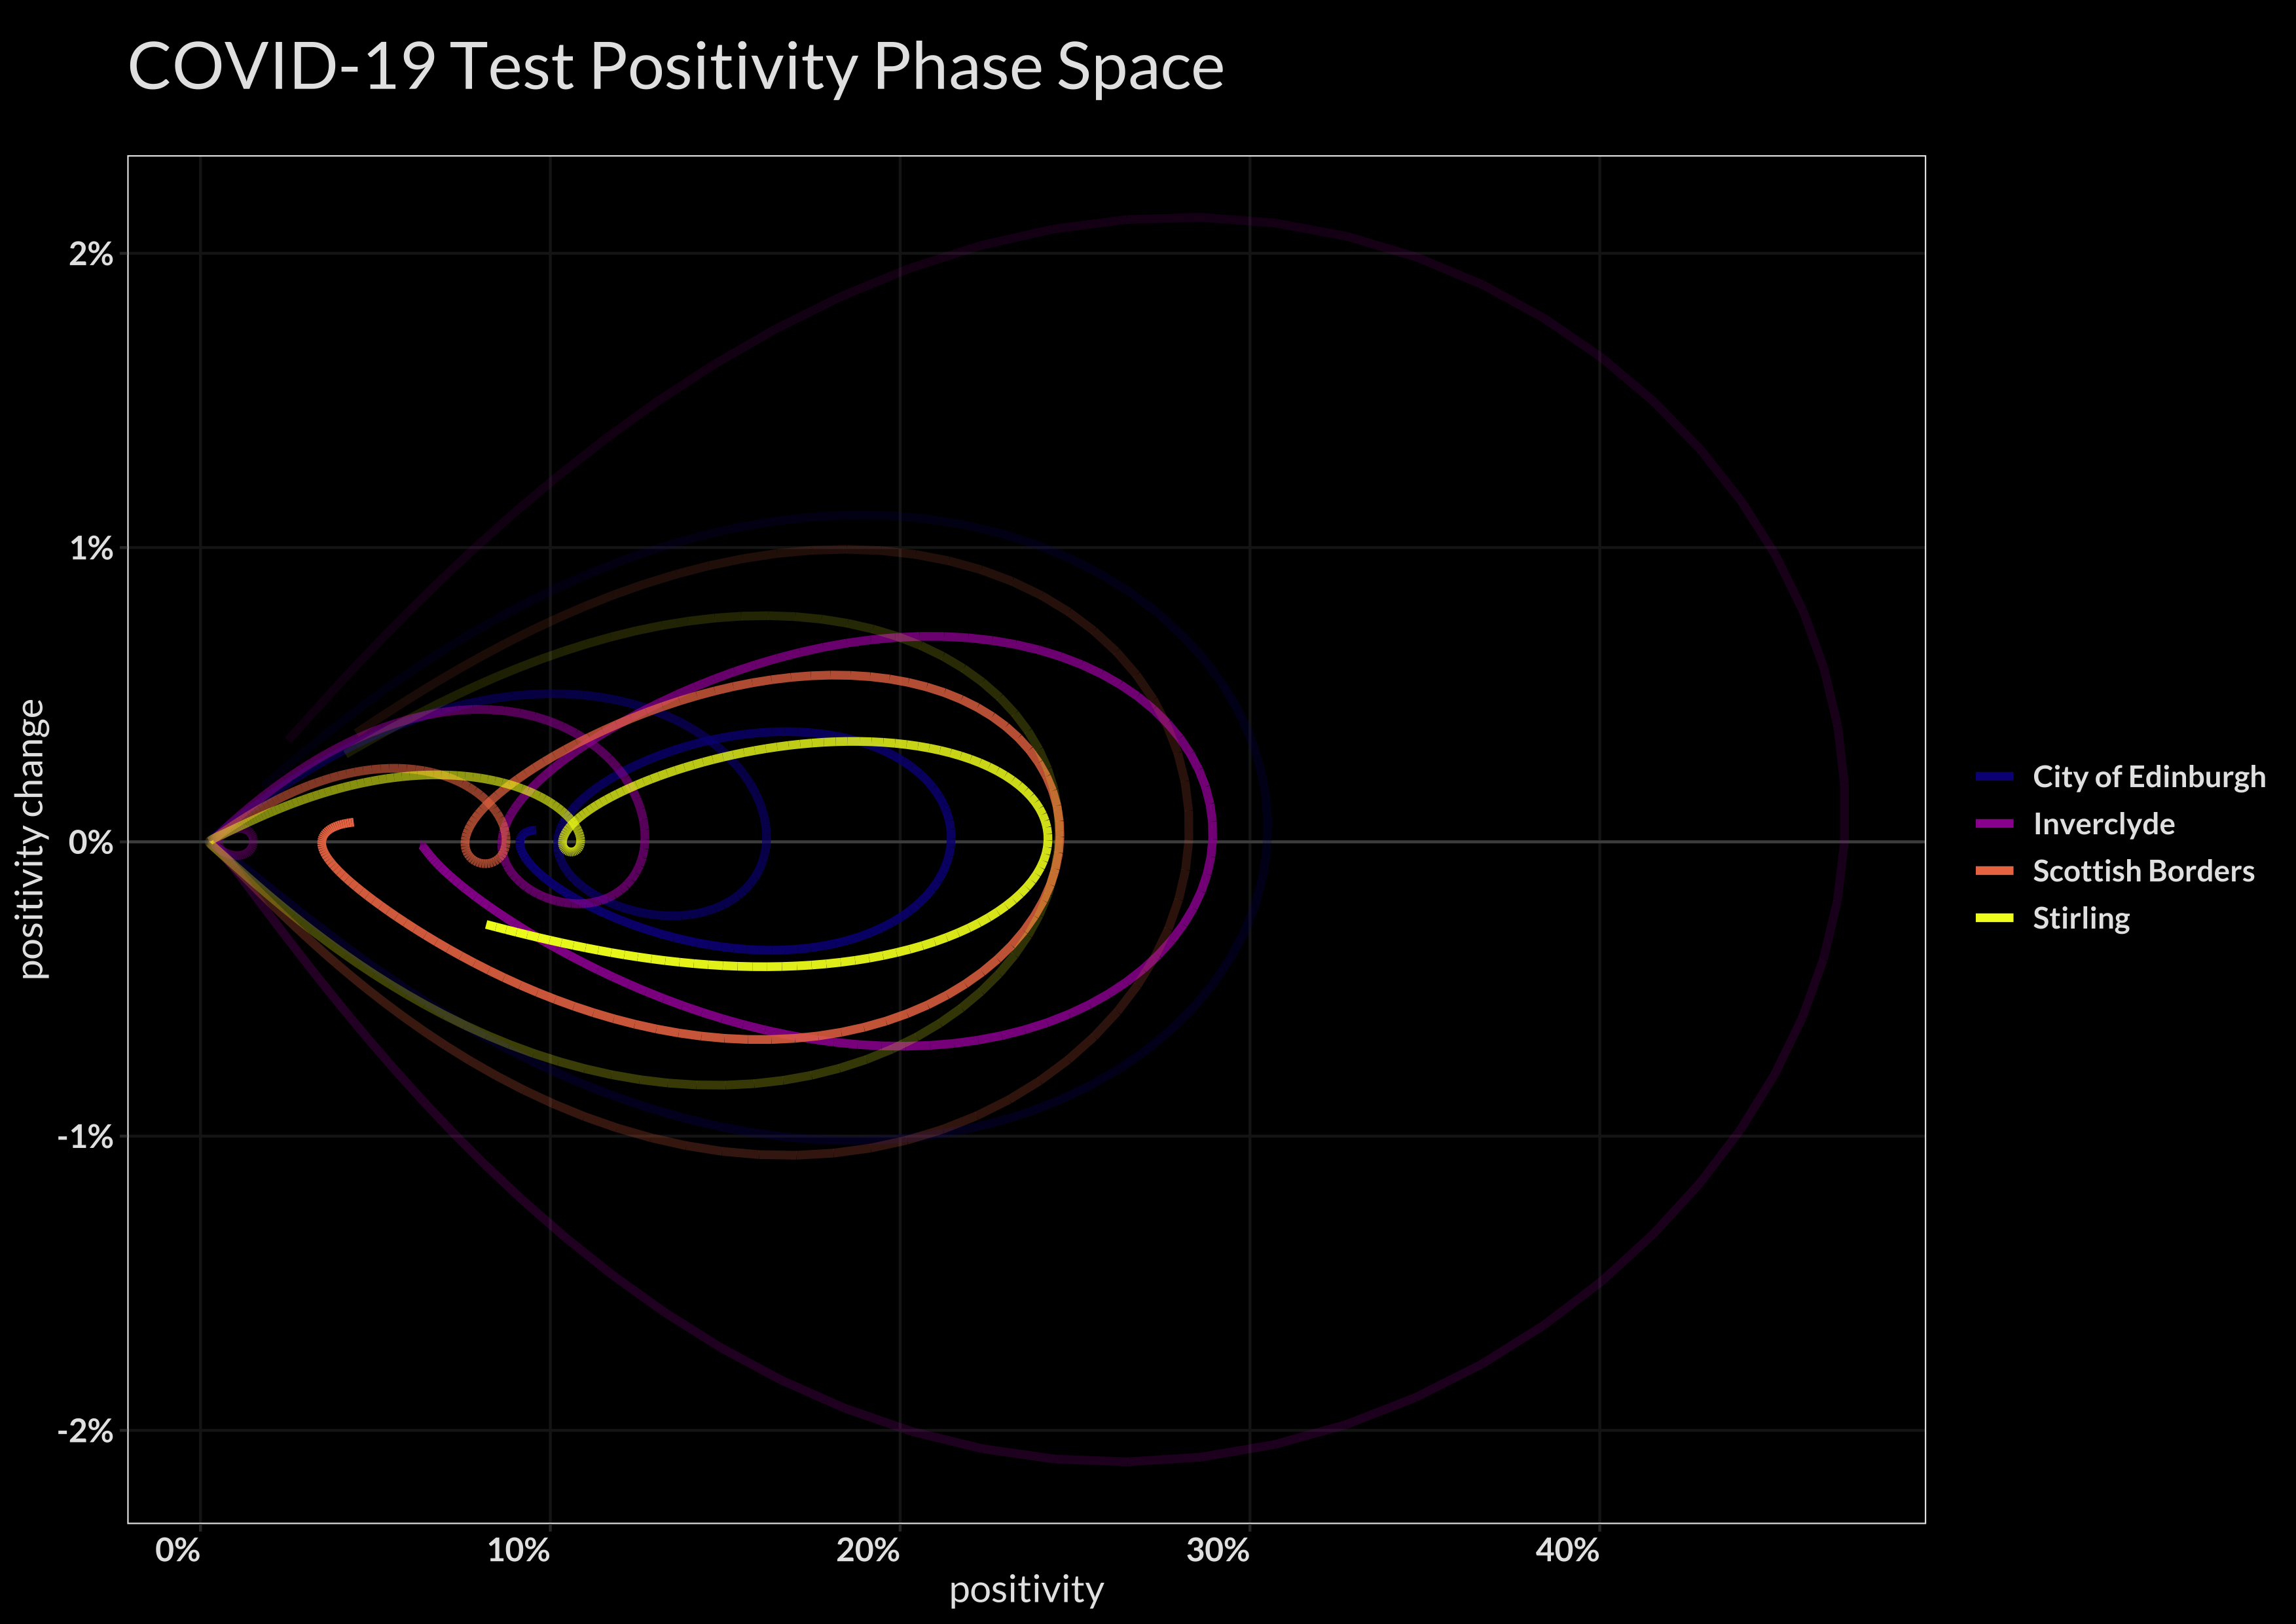 COVID-19 Test Positivity Phase Space
positivity change
2%
1%
0%
-1%
-2%
0%
10%
20%
30%
40%
positivity
City of Edinburgh
Inverclyde
Scottish Borders
Stirling